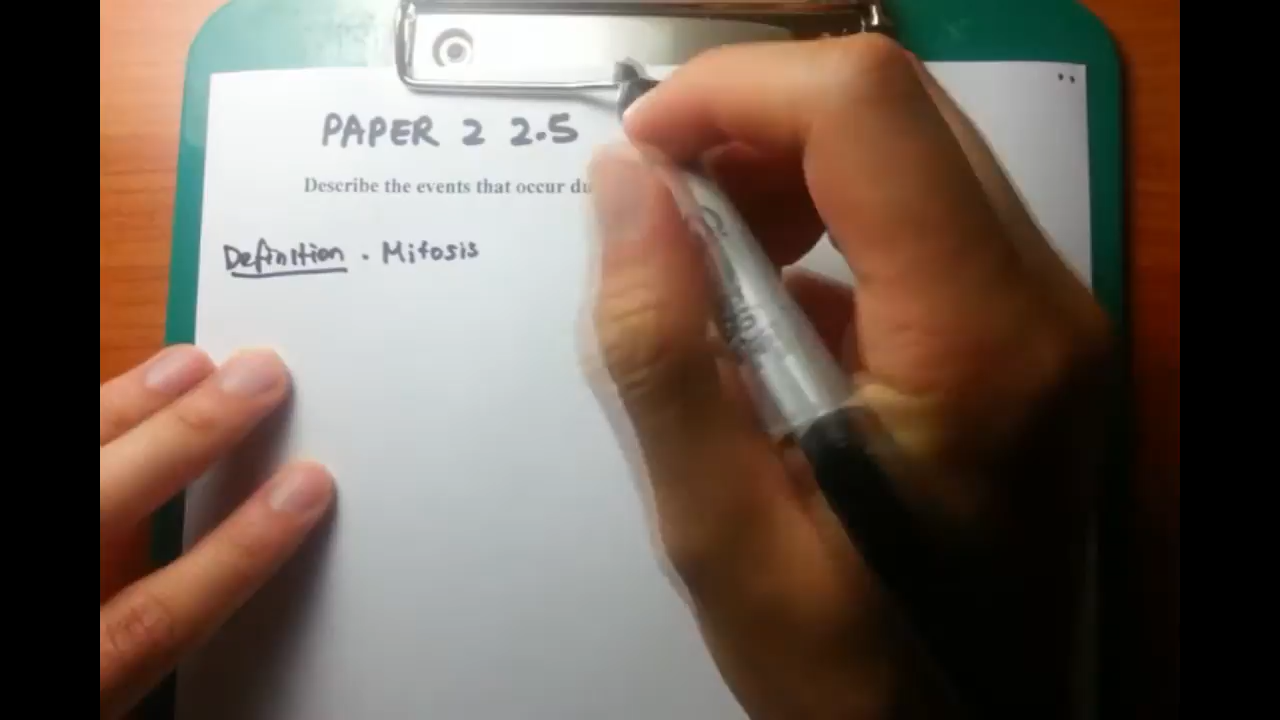 PAPER 2 2.5
Describe the events that occur du
Definition . Mitosis